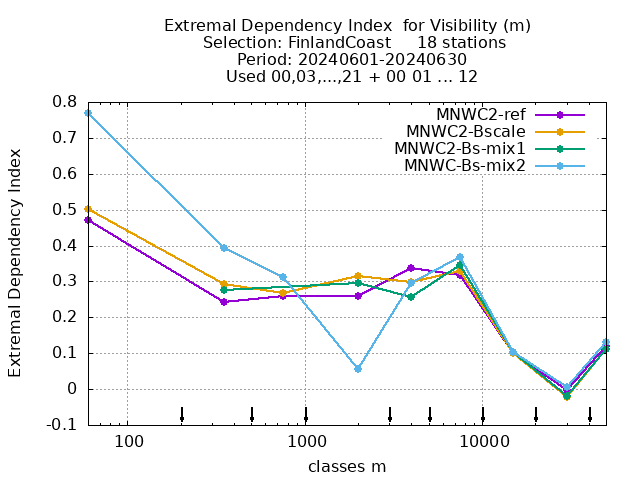 Extremal Dependency Index  for Visibility (m)
Selection: FinlandCoast     18 stations
Period: 20240601-20240630
Used 00,03,...,21 + 00 01 ... 12
MNWC2-ref
MNWC2-Bscale
MNWC2-Bs-mix1
MNWC-Bs-mix2
Extremal Dependency Index
0.8
0.7
0.6
0.5
0.4
0.3
0.2
0.1
0
-0.1
100 1000 10000
classes m